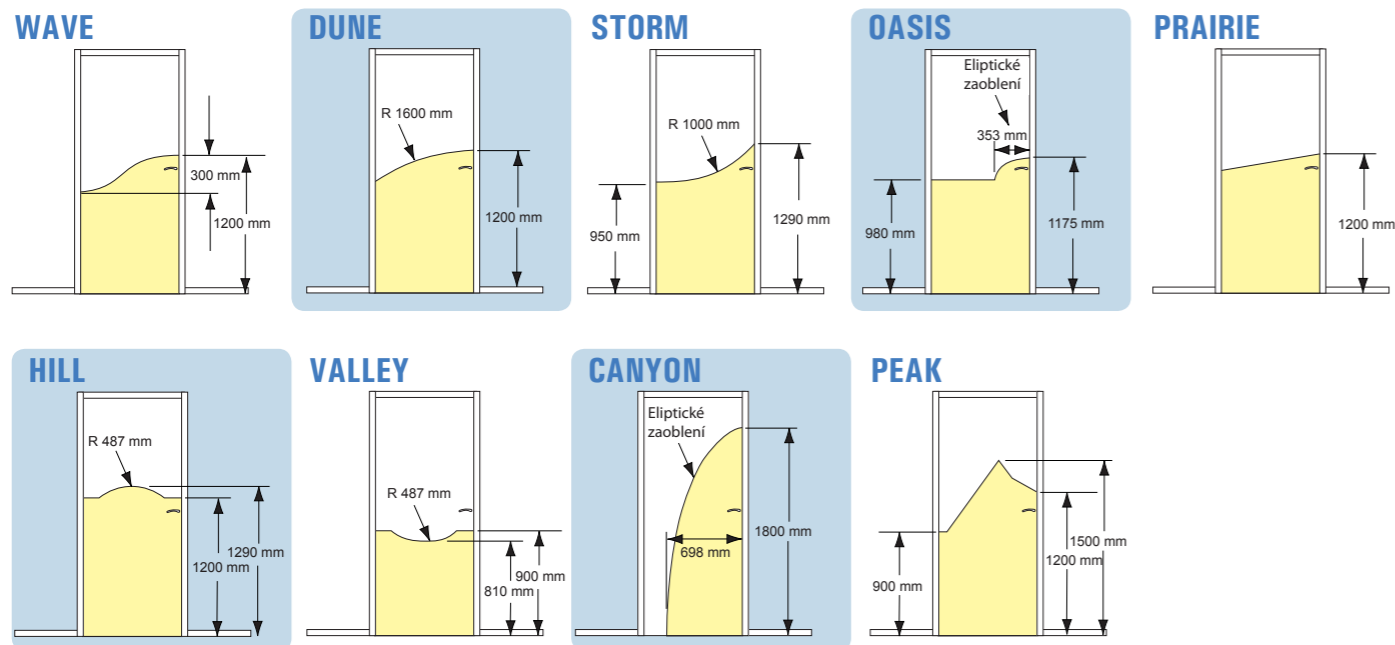 WAVE
300 mm
1200 mm
DUNE
R 1600 mm
1200 mm
STORM
R 1000 mm
950 mm
1290 mm
OASIS
Eliptické
zaoblení
353 mm
980 mm
1175 mm
PRAIRIE
1200 mm
HILL
R 487 mm
1290 mm
1200 mm
VALLEY
R 487 mm
900 mm
810 mm
CANYON
Eliptické
zaoblení
698 mm
1800 mm
PEAK
900 mm
1500 mm
1200 mm